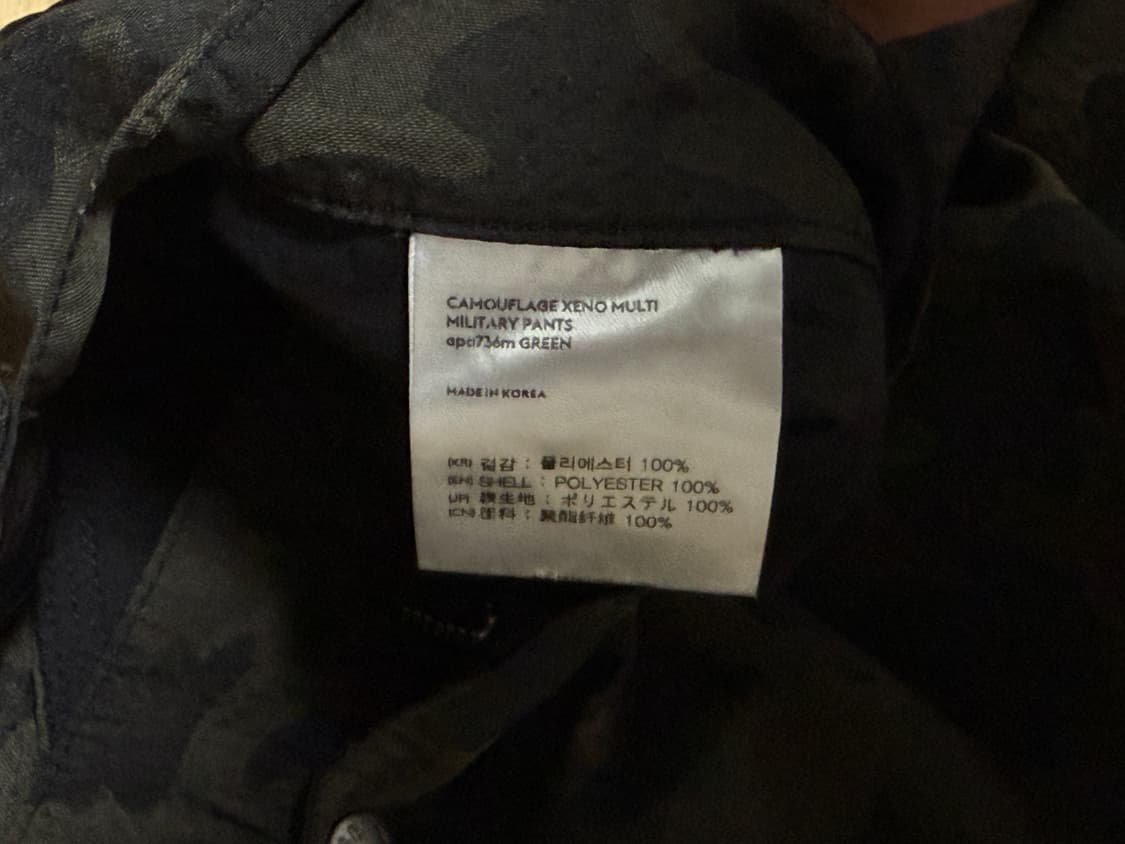 CAMOUFLAGE XENO MULTI
MILITARY PANTS
apa736m GREEN
MADE IN KOREA
(KR) 겉감 : 폴리에스터 100%
(EN) SHELL : POLYESTER 100%
(JP) 表生地 : ポリエステル 100%
(CN) 面料 : 聚酯纤维 100%